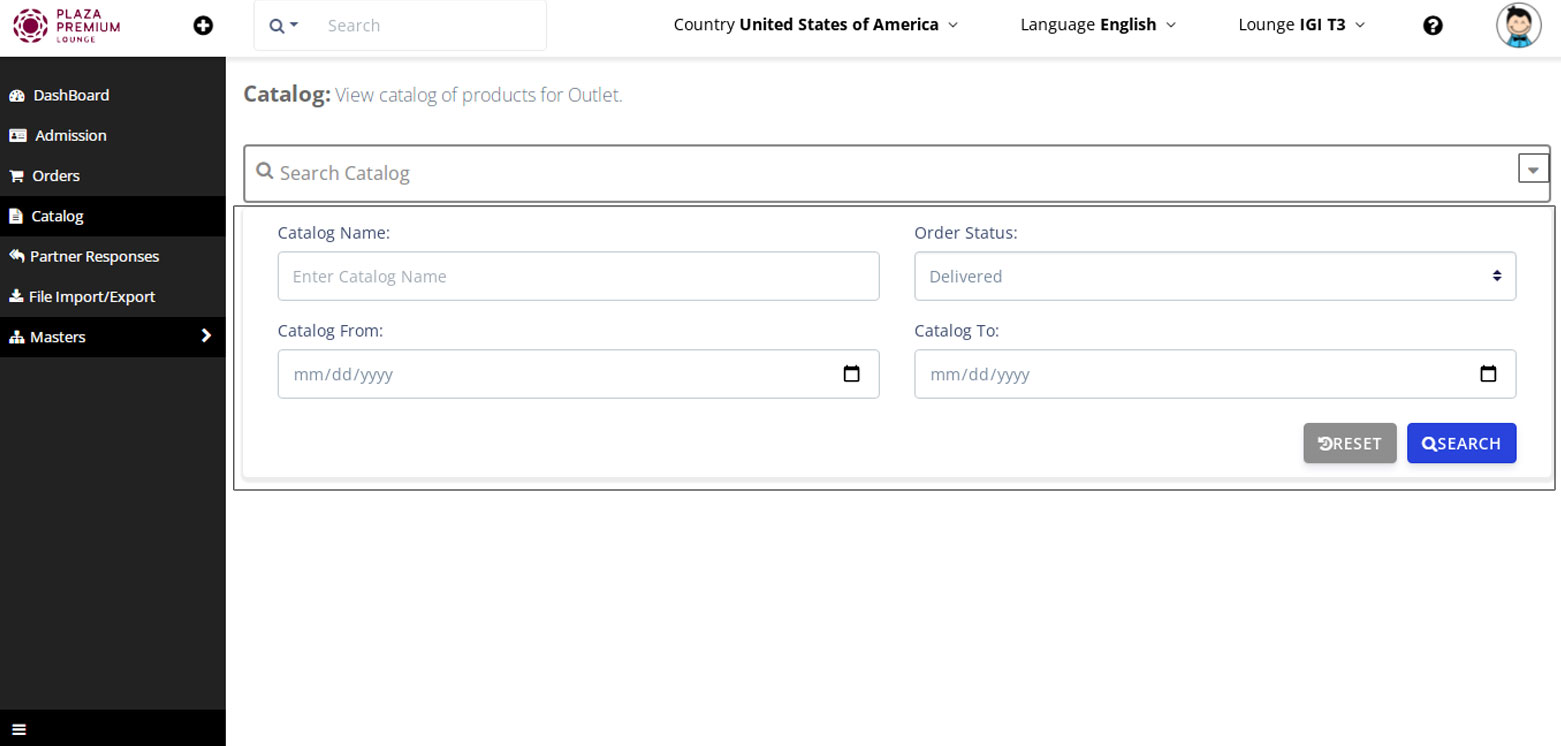 PLAZA
PREMIUM
LOUNGE
Search
Country United States of America
Language English
Lounge IGI T3
DashBoard
Admission
Orders
Catalog
Partner Responses
File Import/Export
Masters
Catalog: View catalog of products for Outlet.
Search Catalog
Catalog Name:
Enter Catalog Name
Order Status:
Delivered
Catalog From:
mm/dd/yyyy
Catalog To:
mm/dd/yyyy
RESET
SEARCH